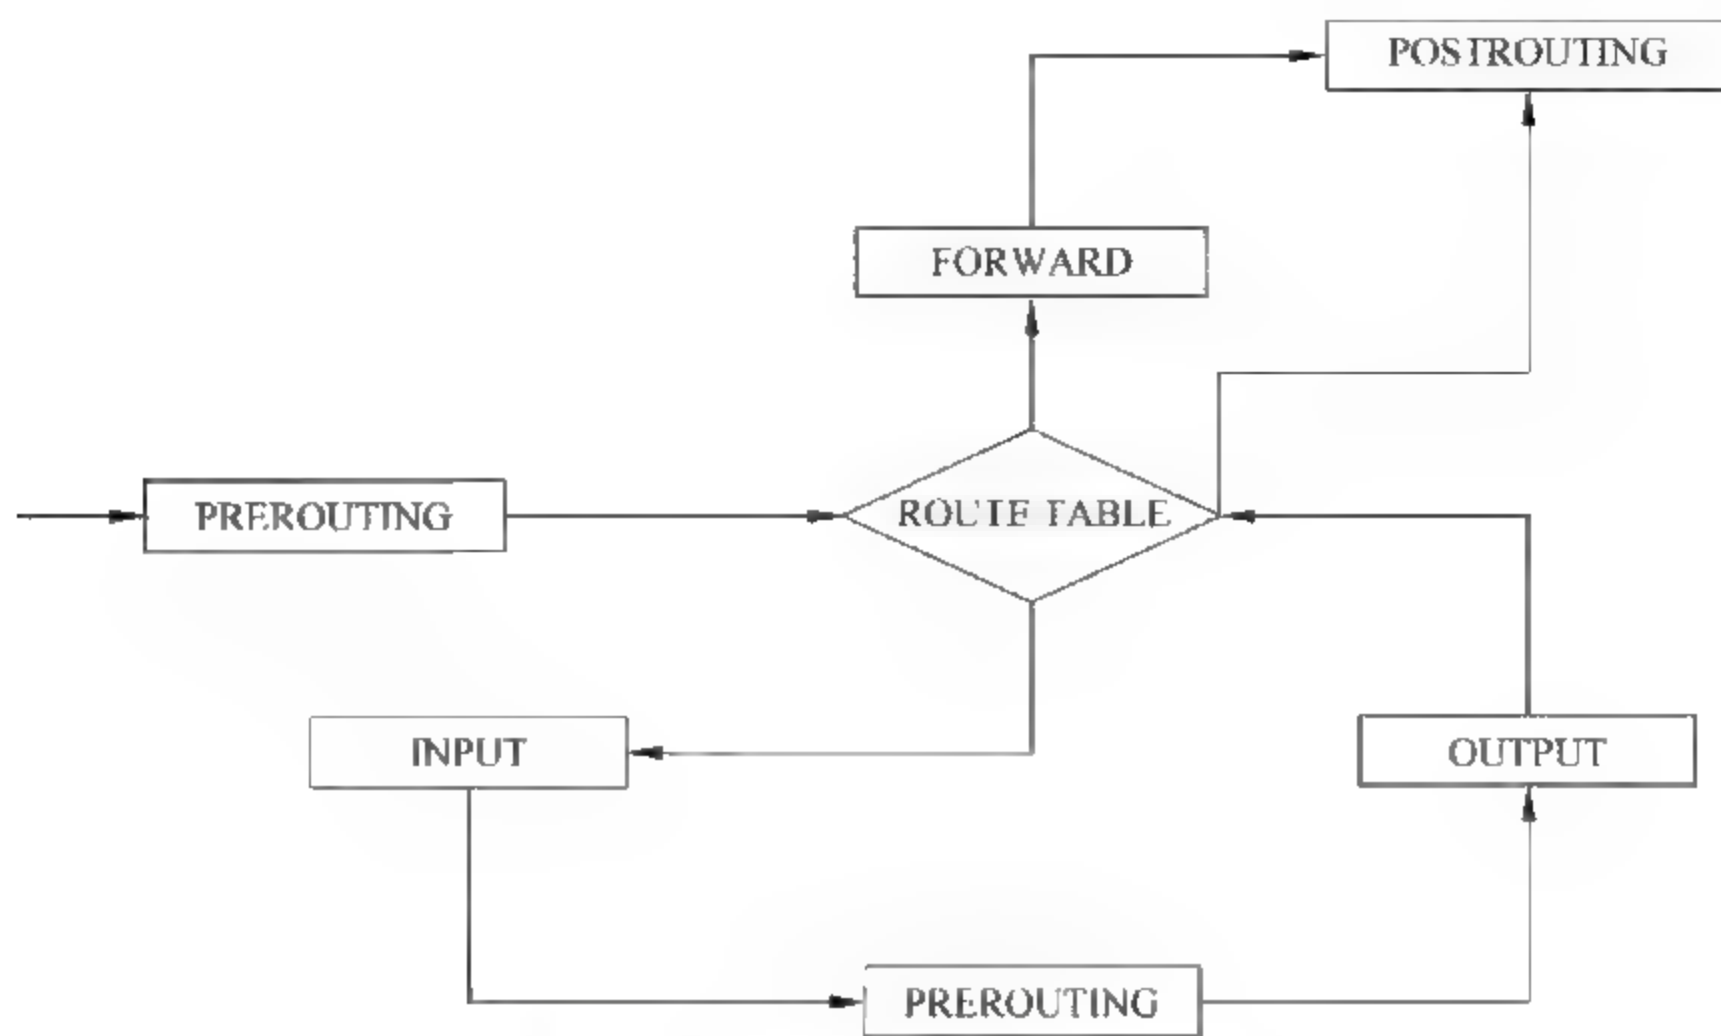 POSTROUTING
FORWARD
PREROUTING
ROUTE TABLE
INPUT
OUTPUT
PREROUTING